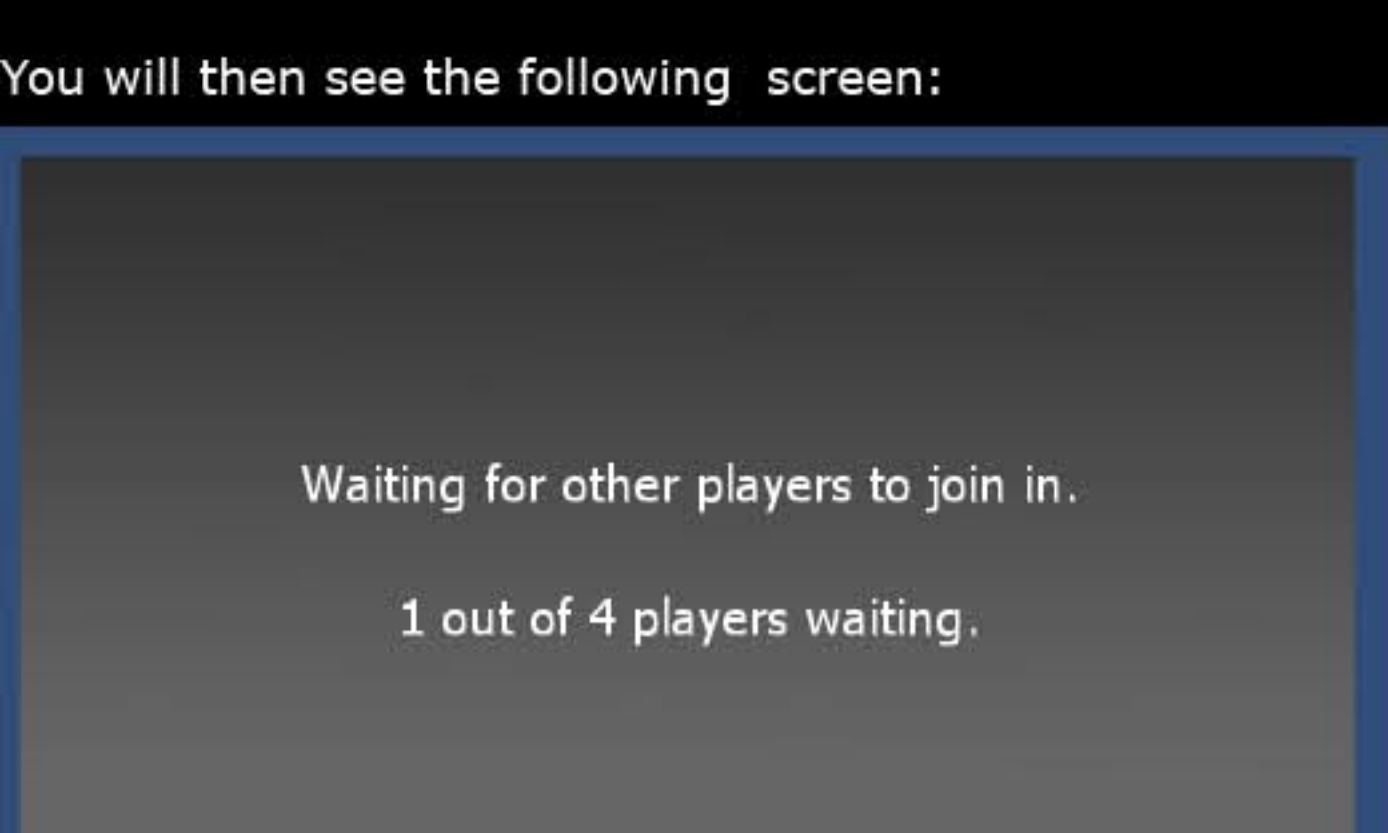 You will then see the following screen:
Waiting for other players to join in.
1 out of 4 players waiting.